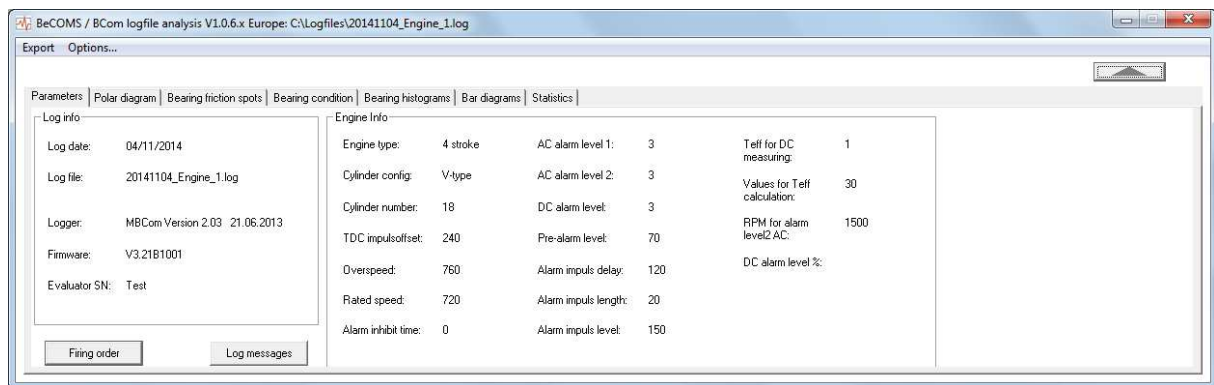 BeCOMS / BCom logfile analysis V1.0.6.x Europe: C:\Logfiles\20141104_Engine_1.log
Export Options...
Parameters Polar diagram Bearing friction spots Bearing condition Bearing histograms Bar diagrams Statistics
Log info
Log date: 04/11/2014
Log file: 20141104_Engine_1.log
Logger: MBCom Version 2.03 21.06.2013
Firmware: V3.21B1001
Evaluator SN: Test
Firing order Log messages
Engine Info
Engine type: 4 stroke
Cylinder config: V-type
Cylinder number: 18
TDC impulsoffset: 240
Overspeed: 760
Rated speed: 720
Alarm inhibit time: 0
AC alarm level 1: 3
AC alarm level 2: 3
DC alarm level: 3
Pre-alarm level: 70
Alarm impuls delay: 120
Alarm impuls length: 20
Alarm impuls level: 150
Teff for DC measuring: 1
Values for Teff calculation: 30
RPM for alarm level2 AC: 1500
DC alarm level %: